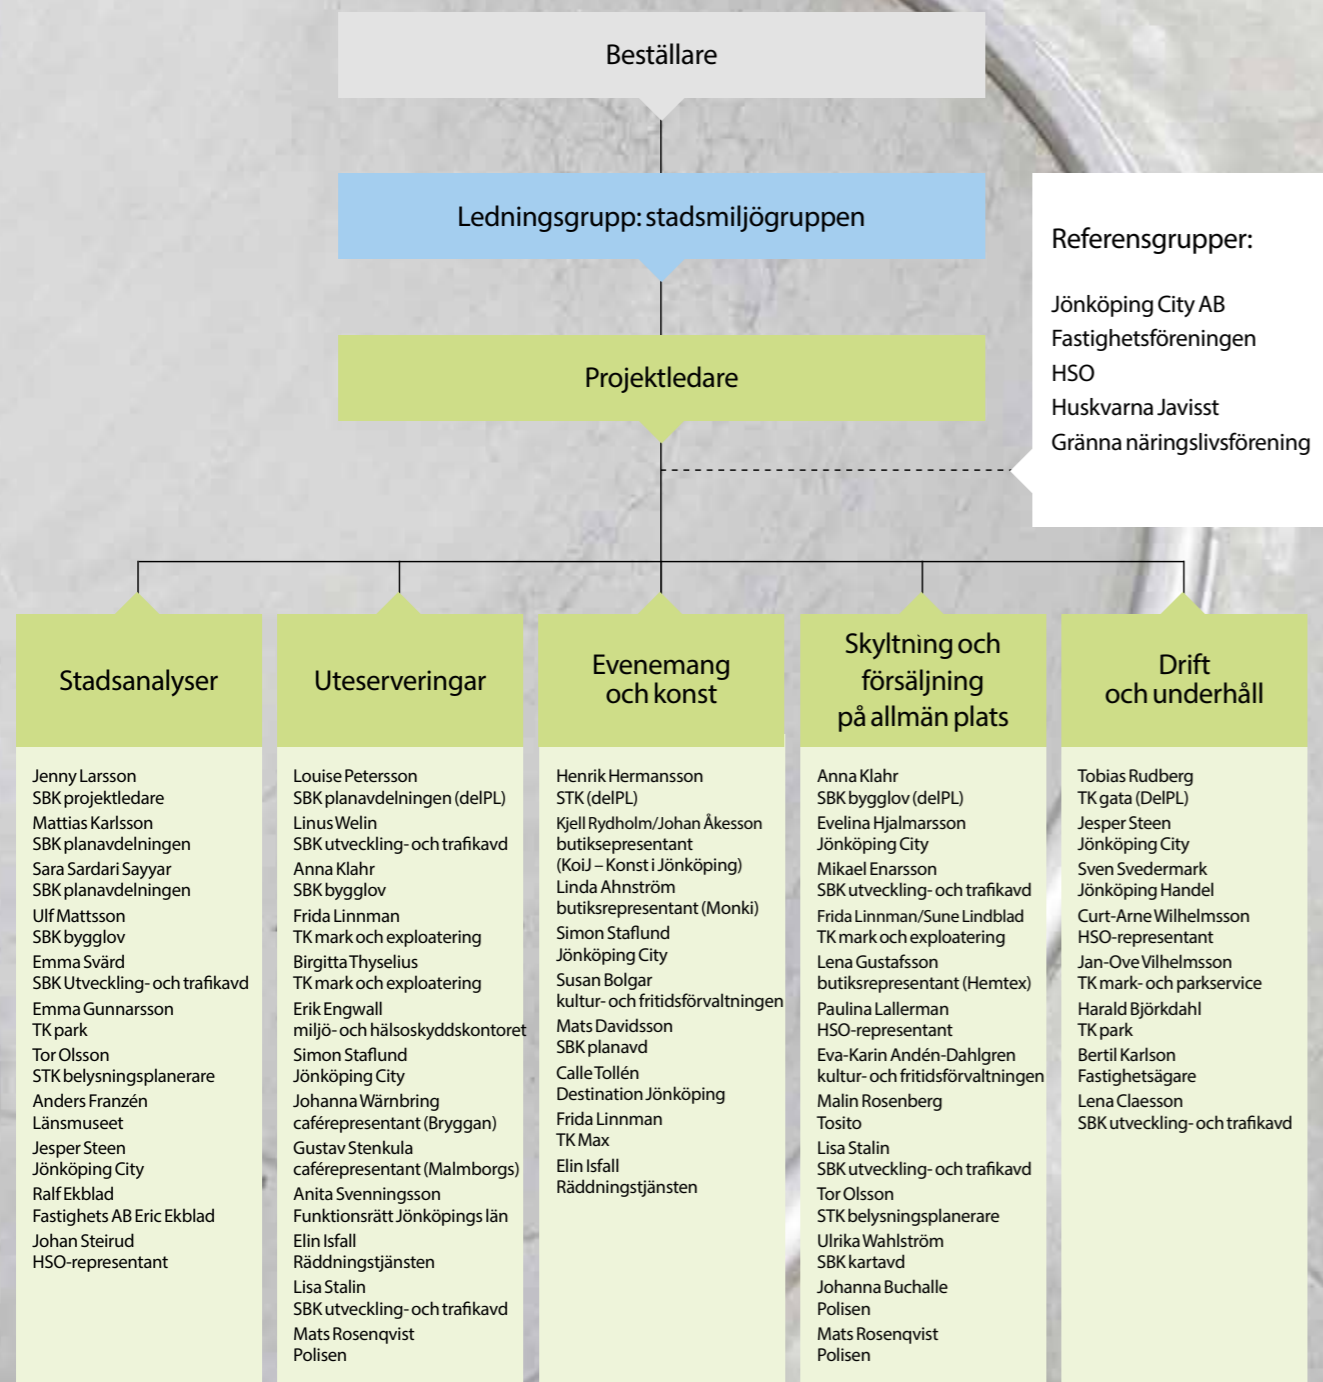 Beställare
Ledningsgrupp: stadsmiljögruppen
Projektledare
Referensgrupper:
Jönköping City AB
Fastighetsföreningen
HSO
Huskvarna Javisst
Gränna näringslivsförening
Stadsanalyser
Jenny Larsson
SBK projektledare
Mattias Karlsson
SBK planavdelningen
Sara Sardari Sayyar
SBK planavdelningen
Ulf Mattsson
SBK bygglov
Emma Svärd
SBK Utveckling- och trafikavd
Emma Gunnarsson
TK park
Tor Olsson
STK belysningsplanerare
Anders Franzén
Länsmuseet
Jesper Steen
Jönköping City
Ralf Ekblad
Fastighets AB Eric Ekblad
Johan Steirud
HSO-representant
Uteserveringar
Louise Petersson
SBK planavdelningen (delPL)
Linus Welin
SBK utveckling- och trafikavd
Anna Klahr
SBK bygglov
Frida Linnman
TK mark och exploatering
Birgitta Thyselius
TK mark och exploatering
Erik Engwall
miljö- och hälsoskyddskontoret
Simon Staflund
Jönköping City
Johanna Wärnbring
caférepresentant (Bryggan)
Gustav Stenkula
caférepresentant (Malmborgs)
Anita Svenningsson
Funktionsrätt Jönköpings län
Elin Isfall
Räddningstjänsten
Lisa Stalin
SBK utveckling- och trafikavd
Mats Rosenqvist
Polisen
Evenemang
och konst
Henrik Hermansson
STK (delPL)
Kjell Rydholm/Johan Åkesson
butiksepresentant
(KoiJ – Konst i Jönköping)
Linda Ahnström
butiksrepresentant (Monki)
Simon Staflund
Jönköping City
Susan Bolgar
kultur- och fritidsförvaltningen
Mats Davidsson
SBK planavd
Calle Tollén
Destination Jönköping
Frida Linnman
TK Max
Elin Isfall
Räddningstjänsten
Skyltning och
försäljning
på allmän plats
Anna Klahr
SBK bygglov (delPL)
Evelina Hjalmarsson
Jönköping City
Mikael Enarsson
SBK utveckling- och trafikavd
Frida Linnman/Sune Lindblad
TK mark och exploatering
Lena Gustafsson
butiksrepresentant (Hemtex)
Paulina Lallerman
HSO-representant
Eva-Karin Andén-Dahlgren
kultur- och fritidsförvaltningen
Malin Rosenberg
Tosito
Lisa Stalin
SBK utveckling- och trafikavd
Tor Olsson
STK belysningsplanerare
Ulrika Wahlström
SBK kartavd
Johanna Buchalle
Polisen
Mats Rosenqvist
Polisen
Drift
och underhåll
Tobias Rudberg
TK gata (DelPL)
Jesper Steen
Jönköping City
Sven Svedermark
Jönköping Handel
Curt-Arne Wilhelmsson
HSO-representant
Jan-Ove Vilhelmsson
TK mark- och parkservice
Harald Björkdahl
TK park
Bertil Karlson
Fastighetsägare
Lena Claesson
SBK utveckling- och trafikavd